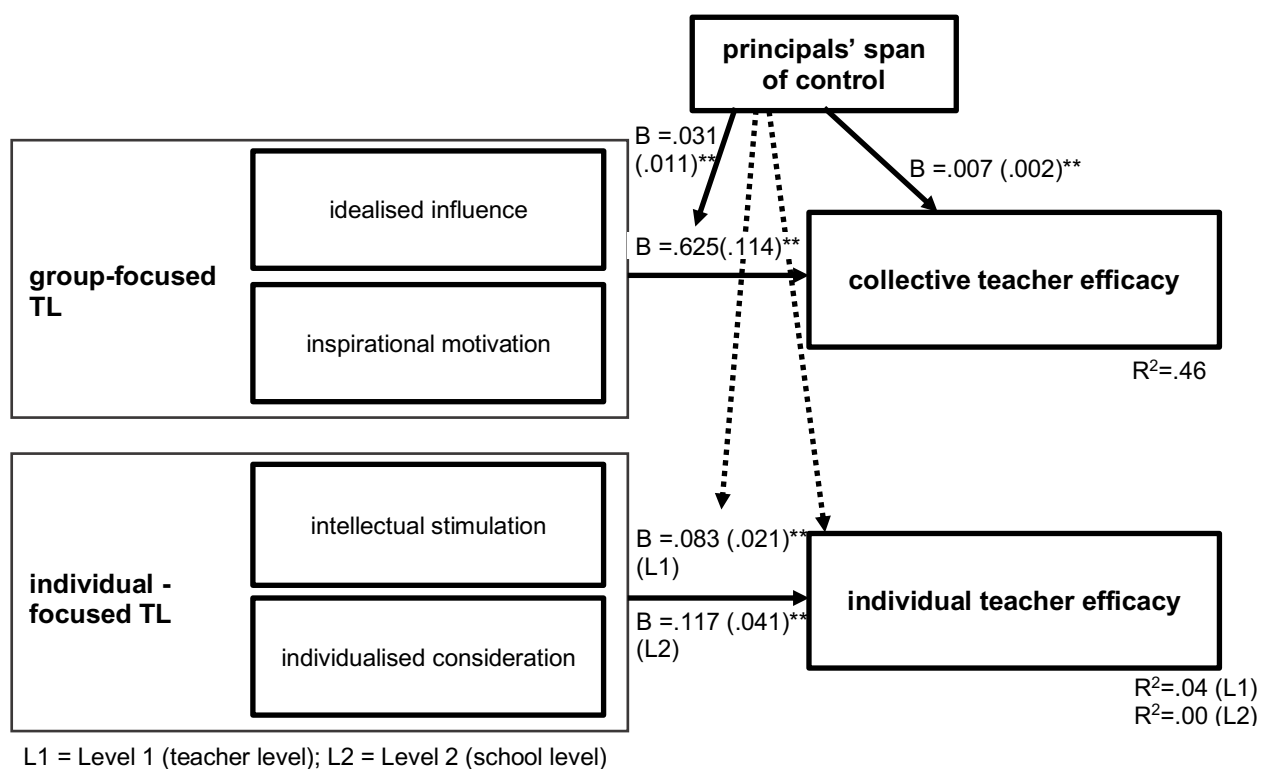 principals’ span
of control
B =.031
(.011)**
B =.007 (.002)**
idealised influence
B =.625(.114)**
group-focused
TL
collective teacher efficacy
inspirational motivation
R²=.46
intellectual stimulation
B =.083 (.021)**
(L1)
individual -
focused TL
individual teacher efficacy
B =.117 (.041)**
(L2)
individualised consideration
R²=.04 (L1)
R²=.00 (L2)
L1 = Level 1 (teacher level); L2 = Level 2 (school level)